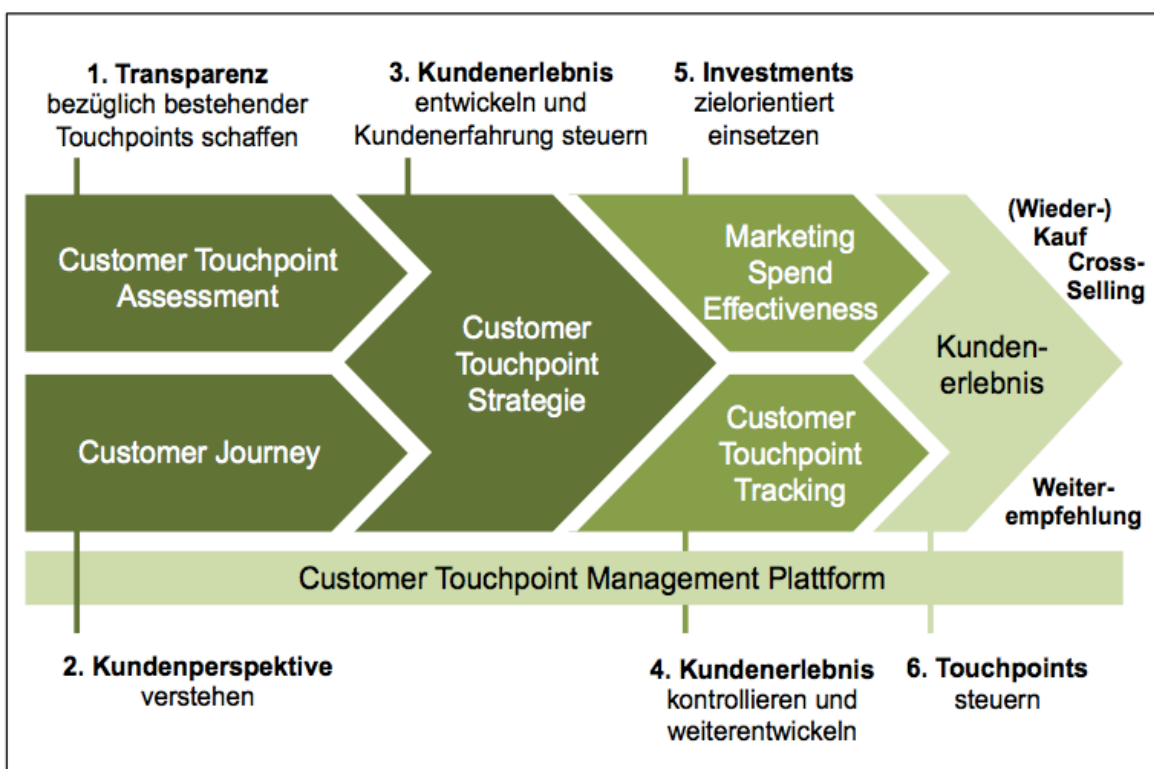 1. Transparenz
bezüglich bestehender
Touchpoints schaffen
3. Kundenerlebnis
entwickeln und
Kundenerfahrung steuern
5. Investments
zielorientiert
einsetzen
Customer Touchpoint
Assessment
Customer Journey
Customer
Touchpoint
Strategie
Marketing
Spend
Effectiveness
Customer
Touchpoint
Tracking
Kunden-
erlebnis
(Wieder-)
Kauf
Cross-
Selling
Weiter-
empfehlung
Customer Touchpoint Management Plattform
2. Kundenperspektive
verstehen
4. Kundenerlebnis
kontrollieren und
weiterentwickeln
6. Touchpoints
steuern